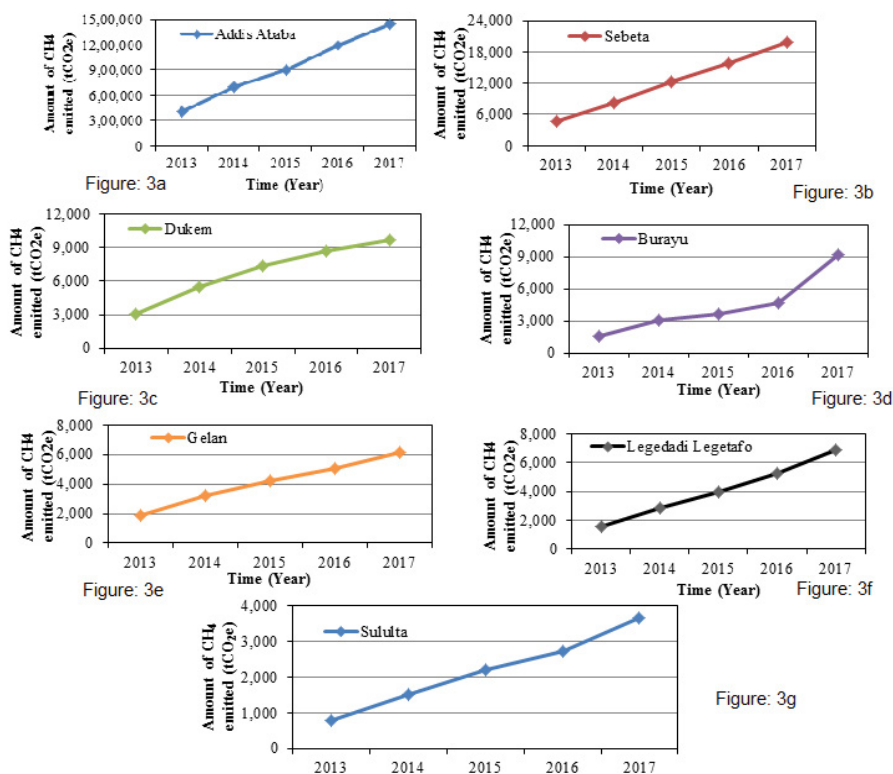 Amount of CH4
emitted (tCO2e)
15,00,000
12,00,000
9,00,000
6,00,000
3,00,000
0
Addis Ababa
2013 2014 2015 2016 2017
Time (Year)
Figure: 3a
Amount of CH4
emitted (tCO2e)
24,000
18,000
12,000
6,000
0
Sebeta
2013 2014 2015 2016 2017
Time (Year)
Figure: 3b
Amount of CH4
emitted (tCO2e)
12,000
9,000
6,000
3,000
0
Dukem
2013 2014 2015 2016 2017
Time (Year)
Figure: 3c
Amount of CH4
emitted (tCO2e)
12,000
9,000
6,000
3,000
0
Burayu
2013 2014 2015 2016 2017
Time (Year)
Figure: 3d
Amount of CH4
emitted (tCO2e)
8,000
6,000
4,000
2,000
0
Gelan
2013 2014 2015 2016 2017
Time (Year)
Figure: 3e
Amount of CH4
emitted (tCO2e)
8,000
6,000
4,000
2,000
0
Legedadi Legetafo
2013 2014 2015 2016 2017
Time (Year)
Figure: 3f
Amount of CH₄
emitted (tCO₂e)
4,000
3,000
2,000
1,000
0
Sululta
2013 2014 2015 2016 2017
Figure: 3g